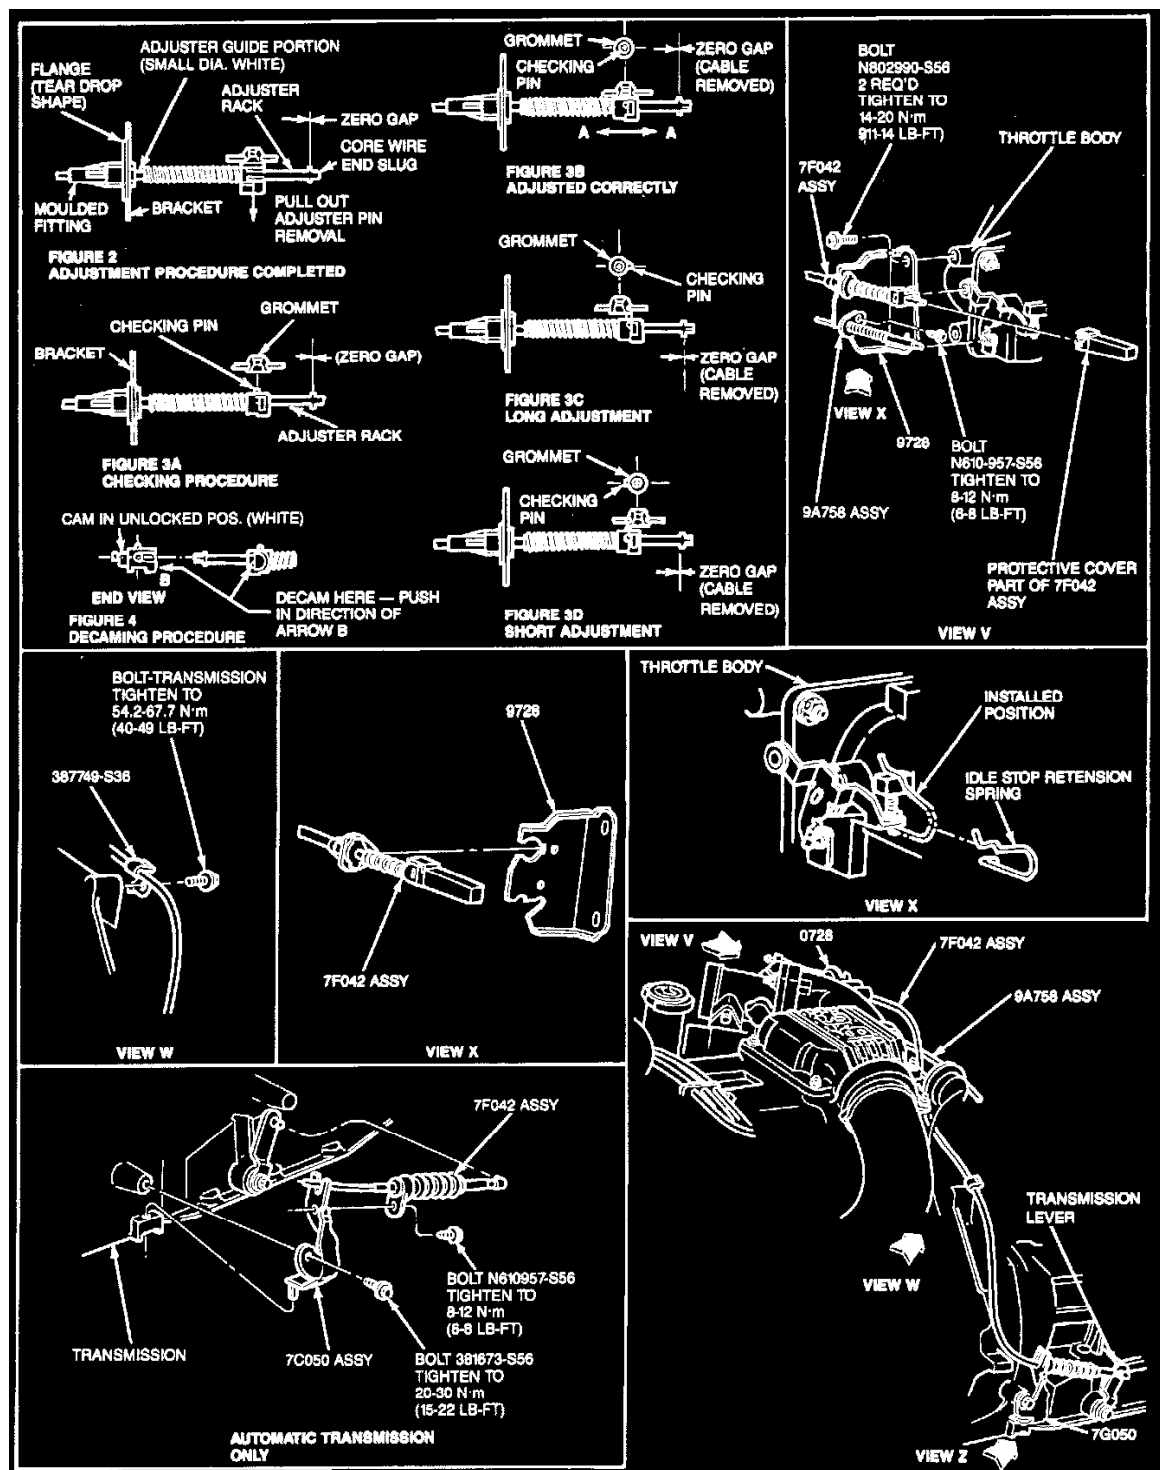 ADJUSTER GUIDE PORTION
(SMALL DIA. WHITE)
FLANGE
(TEAR DROP
SHAPE)
ADJUSTER
RACK
ZERO GAP
CORE WIRE
END SLUG
MOULDED
FITTING
BRACKET
PULL OUT
ADJUSTER PIN
REMOVAL
FIGURE 2
ADJUSTMENT PROCEDURE COMPLETED
GROMMET
CHECKING PIN
BRACKET
(ZERO GAP)
ADJUSTER RACK
FIGURE 3A
CHECKING PROCEDURE
CAM IN UNLOCKED POS. (WHITE)
B
END VIEW
DECAM HERE — PUSH
IN DIRECTION OF
ARROW B
FIGURE 4
DECAMING PROCEDURE
GROMMET
CHECKING
PIN
ZERO GAP
(CABLE
REMOVED)
A A
FIGURE 3B
ADJUSTED CORRECTLY
GROMMET
CHECKING
PIN
ZERO GAP
(CABLE
REMOVED)
FIGURE 3C
LONG ADJUSTMENT
GROMMET
CHECKING
PIN
ZERO GAP
(CABLE
REMOVED)
FIGURE 3D
SHORT ADJUSTMENT
BOLT
N802990-S56
2 REQ'D
TIGHTEN TO
14-20 N·m
911-14 LB-FT)
THROTTLE BODY
7F042
ASSY
VIEW X
9728
BOLT
N610-957-S56
TIGHTEN TO
8-12 N·m
(6-8 LB-FT)
9A758 ASSY
PROTECTIVE COVER
PART OF 7F042
ASSY
VIEW V
BOLT-TRANSMISSION
TIGHTEN TO
54.2-67.7 N·m
(40-49 LB-FT)
387749-S36
VIEW W
9728
7F042 ASSY
VIEW X
THROTTLE BODY
INSTALLED
POSITION
IDLE STOP RETENSION
SPRING
VIEW X
7F042 ASSY
BOLT N610957-S56
TIGHTEN TO
8-12 N·m
(6-8 LB-FT)
TRANSMISSION
7C050 ASSY
BOLT 381673-S56
TIGHTEN TO
20-30 N·m
(15-22 LB-FT)
AUTOMATIC TRANSMISSION
ONLY
VIEW V
0728
7F042 ASSY
9A758 ASSY
TRANSMISSION
LEVER
VIEW W
7G050
VIEW Z